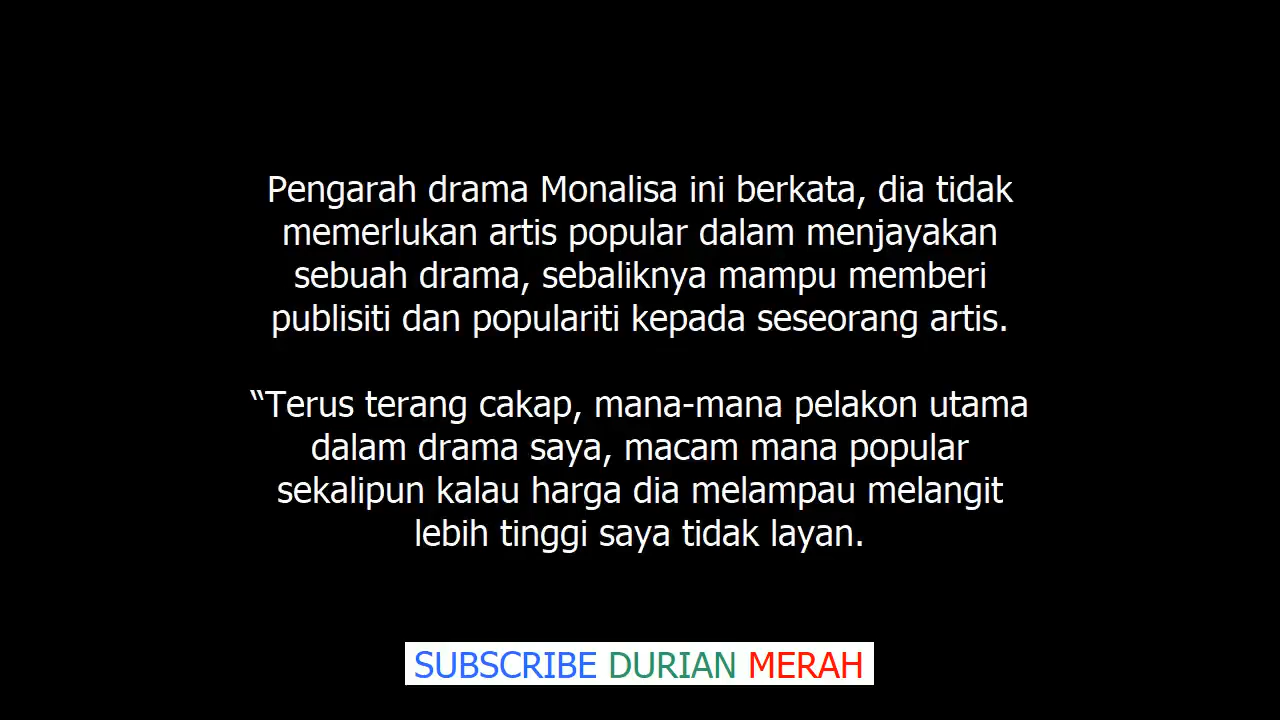 Pengarah drama Monalisa ini berkata, dia tidak
memerlukan artis popular dalam menjayakan
sebuah drama, sebaliknya mampu memberi
publisiti dan populariti kepada seseorang artis.
“Terus terang cakap, mana-mana pelakon utama
dalam drama saya, macam mana popular
sekalipun kalau harga dia melampau melangit
lebih tinggi saya tidak layan.
SUBSCRIBE DURIAN MERAH